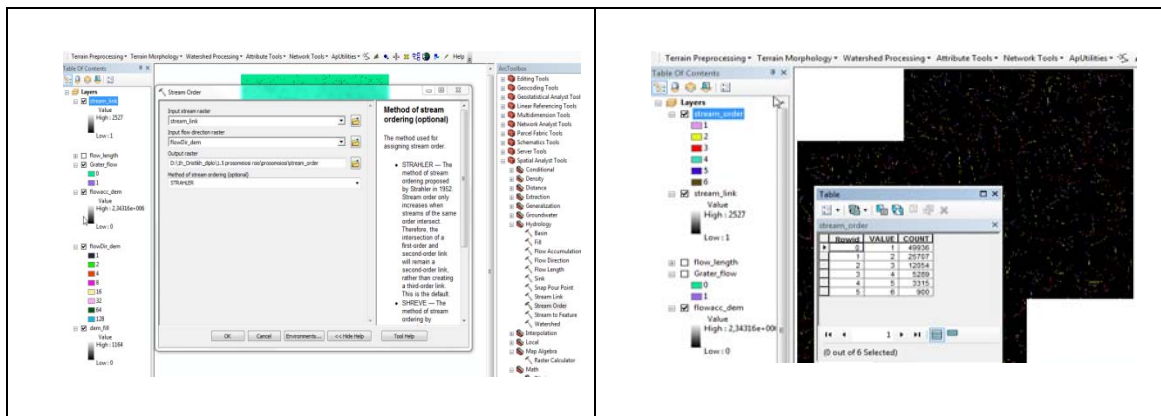 Terrain Preprocessing Terrain Morphology Watershed Processing Attribute Tools Network Tools ApUtilities Help
Table Of Contents
Layers
stream_link
Value
High : 2527
Low : 1
flow_length
Grater_flow
0
1
flowacc_dem
Value
High : 2,34316e+006
Low : 0
FlowDir_dem
1
2
4
8
16
32
64
128
dem_fill
Value
High : 1164
Low : 0
Stream Order
Input stream raster
stream_link
Input flow direction raster
flowDir_dem
Output raster
Method of stream ordering (optional)
STRAHLER
OK
Cancel
Environments...
<< Hide Help
Tool Help
Method of stream
ordering (optional)
The method used for
assigning stream order.
• STRAHLER — The
method of stream
ordering proposed
by Strahler in 1952.
Stream order only
increases when
streams of the same
order intersect.
Therefore, the
intersection of a
first-order and
second-order link
will remain a
second-order link,
rather than creating
a third-order link.
This is the default.
• SHREVE — The
method of stream
ordering by
ArcToolbox
Editing Tools
Geocoding Tools
Geostatistical Analyst Tools
Linear Referencing Tools
Multidimension Tools
Network Analyst Tools
Parcel Fabric Tools
Schematics Tools
Server Tools
Spatial Analyst Tools
Conditional
Density
Distance
Extraction
Generalization
Groundwater
Hydrology
Basin
Fill
Flow Accumulation
Flow Direction
Flow Length
Sink
Snap Pour Point
Stream Link
Stream Order
Stream to Feature
Watershed
Interpolation
Local
Map Algebra
Raster Calculator
Math
Terrain Preprocessing Terrain Morphology Watershed Processing Attribute Tools Network Tools ApUtilities
Table Of Contents
Layers
stream_order
1
2
3
4
5
6
stream_link
Value
High : 2527
Low : 1
flow_length
Grater_flow
0
1
flowacc_dem
Value
High : 2,34316e+00
Low : 0
Table
stream_order
Rowid VALUE COUNT
0 1 49936
1 2 25707
2 3 12054
3 4 5289
4 5 3315
5 6 900
1
(0 out of 6 Selected)